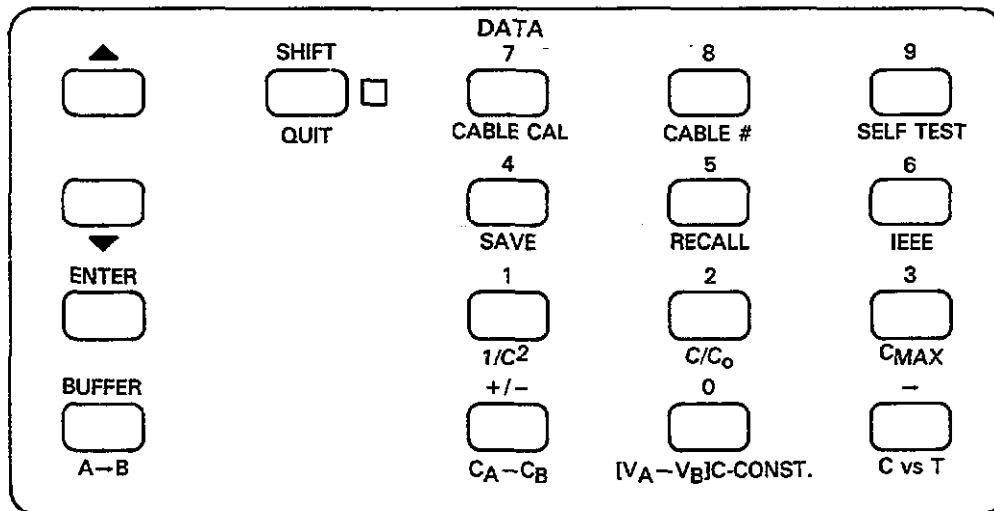 DATA
▲ SHIFT 7 8 9
QUIT CABLE CAL CABLE # SELF TEST
4 5 6
▼ SAVE RECALL IEEE
ENTER 1 2 3
1/C² C/Cₒ CMAX
BUFFER +/− 0 →
A→B CA~CB [VA~VB]C-CONST. C vs T